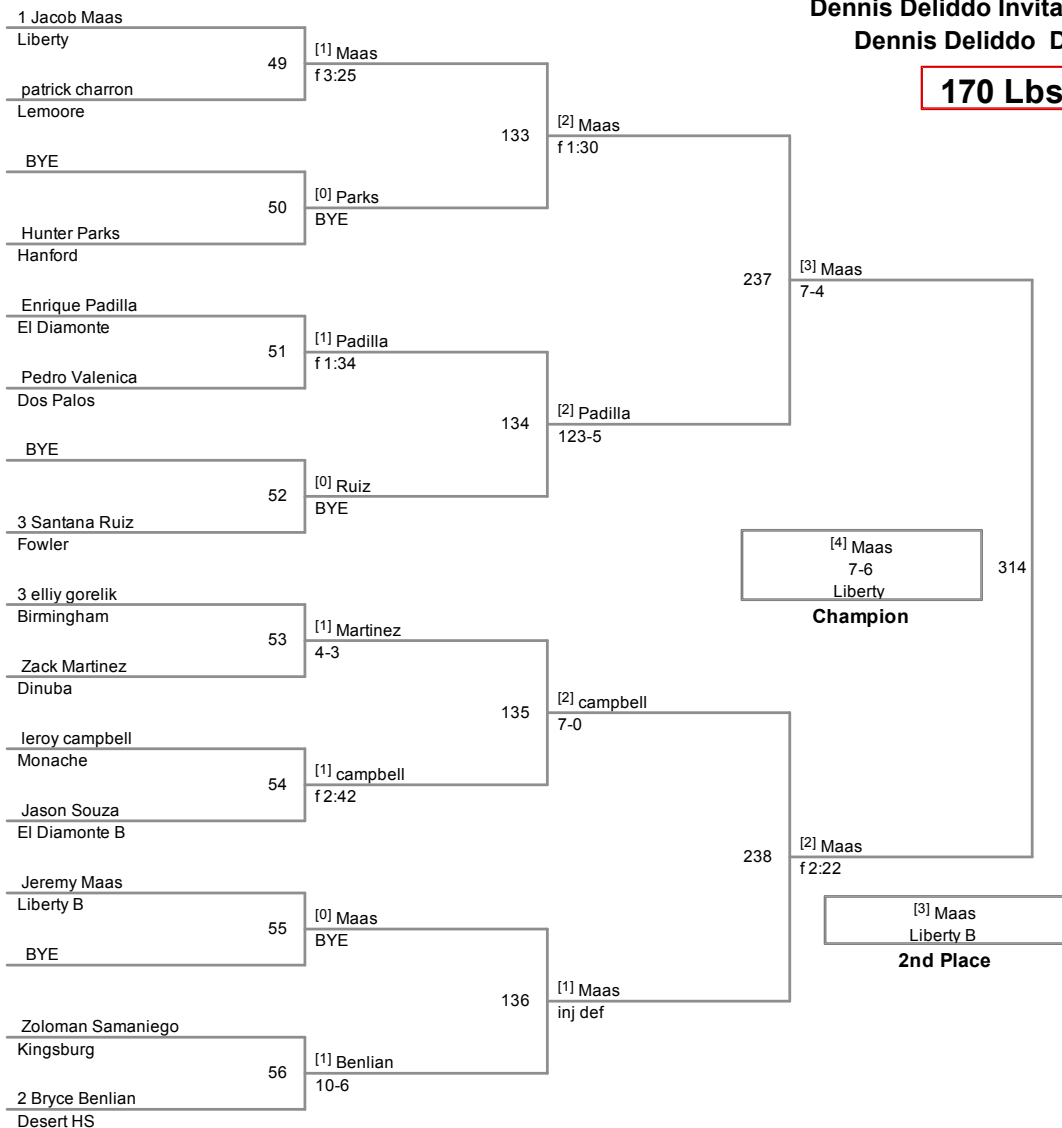 Dennis Deliddo Invita
Dennis Deliddo D
170 Lbs
1 Jacob Maas
Liberty
49
[1] Maas
f 3:25
patrick charron
Lemoore
133
[2] Maas
f 1:30
BYE
50
[0] Parks
BYE
Hunter Parks
Hanford
237
[3] Maas
7-4
Enrique Padilla
El Diamonte
51
[1] Padilla
f 1:34
Pedro Valenica
Dos Palos
134
[2] Padilla
123-5
BYE
52
[0] Ruiz
BYE
3 Santana Ruiz
Fowler
[4] Maas
7-6
Liberty
314
Champion
3 elliy gorelik
Birmingham
53
[1] Martinez
4-3
Zack Martinez
Dinuba
135
[2] campbell
7-0
leroy campbell
Monache
54
[1] campbell
f 2:42
Jason Souza
El Diamonte B
238
[2] Maas
f 2:22
Jeremy Maas
Liberty B
55
[0] Maas
BYE
BYE
[3] Maas
Liberty B
2nd Place
136
[1] Maas
inj def
Zoloman Samaniego
Kingsburg
56
[1] Benlian
10-6
2 Bryce Benlian
Desert HS